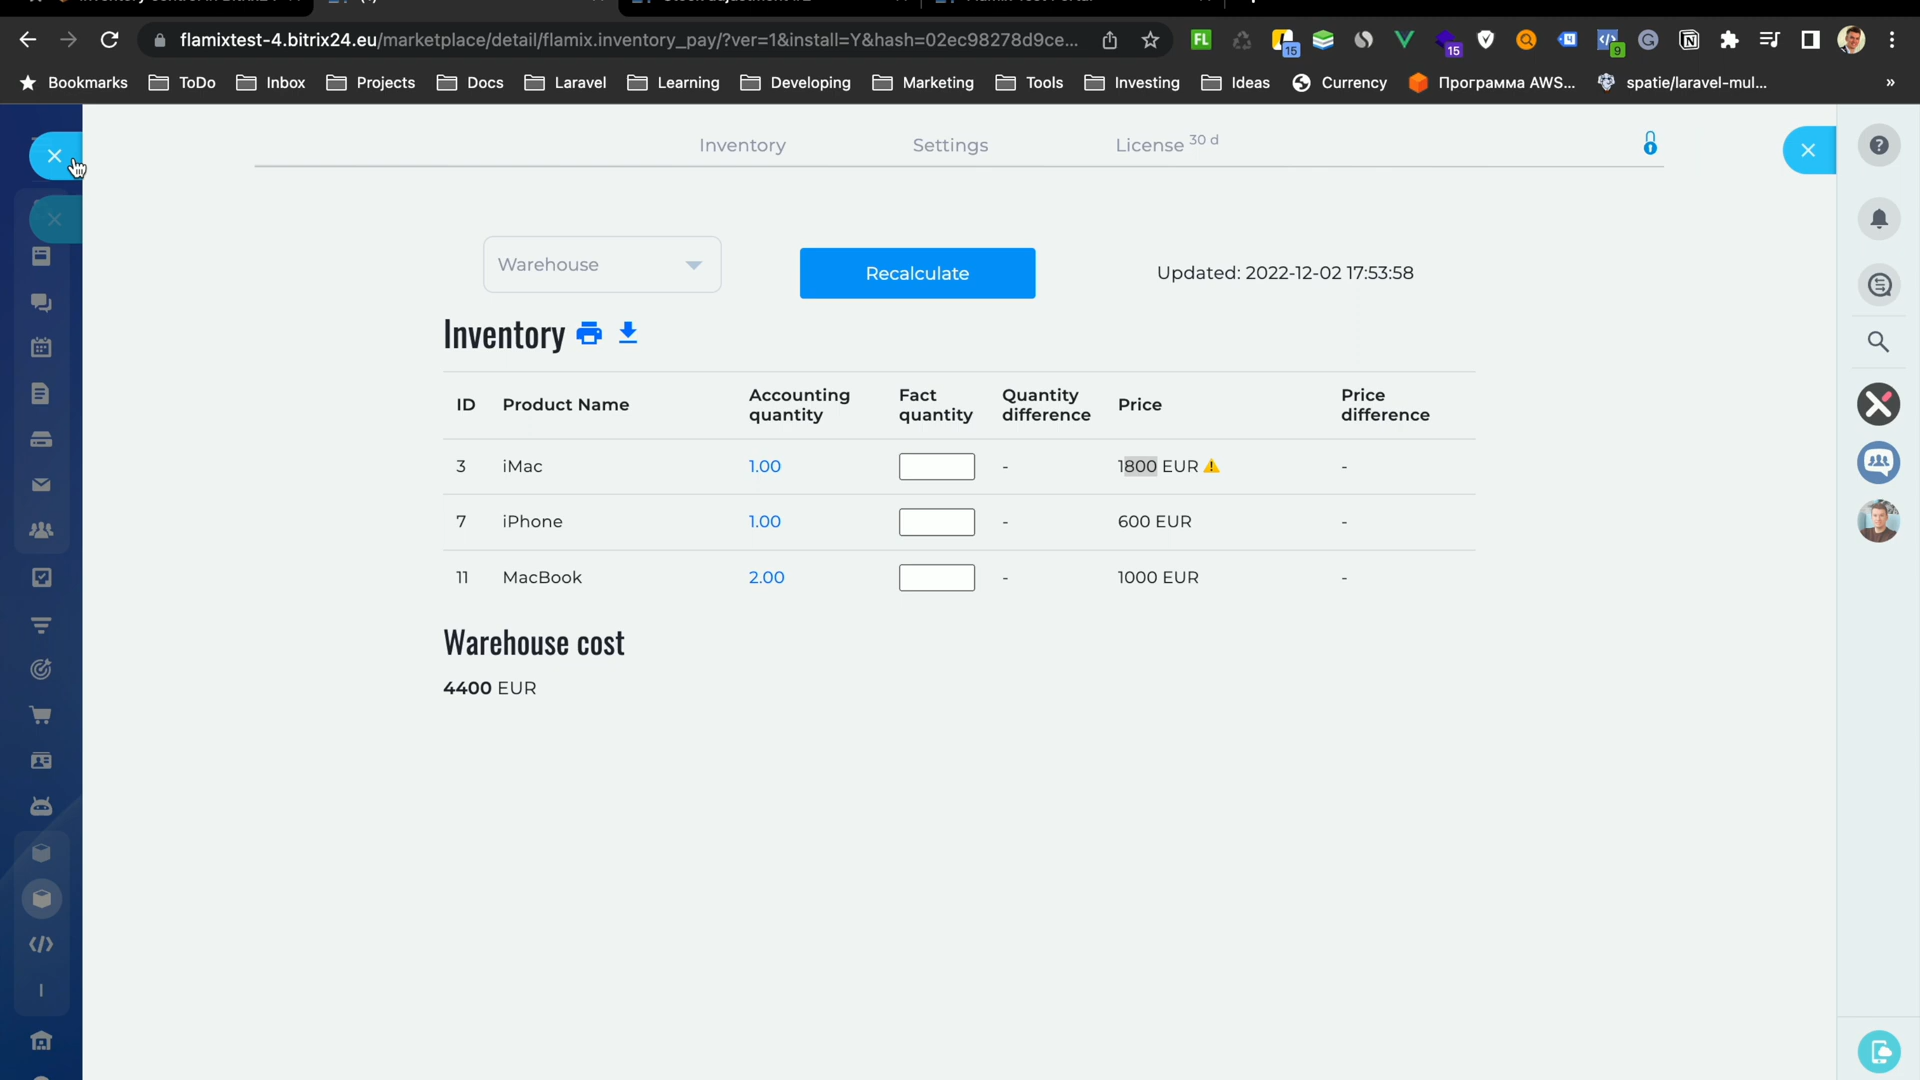 flamixtest-4.bitrix24.eu/marketplace/detail/flamix.inventory_pay/?ver=1&install=Y&hash=02ec98278d9ce...
15
15
9
Bookmarks ToDo Inbox Projects Docs Laravel Learning Developing Marketing Tools Investing Ideas Currency Программа AWS... spatie/laravel-mul... »
Inventory Settings License 30 d
Warehouse Recalculate Updated: 2022-12-02 17:53:58
Inventory
ID Product Name Accounting quantity Fact quantity Quantity difference Price Price difference
3 iMac 1.00 - 1800 EUR -
7 iPhone 1.00 - 600 EUR -
11 MacBook 2.00 - 1000 EUR -
Warehouse cost
4400 EUR